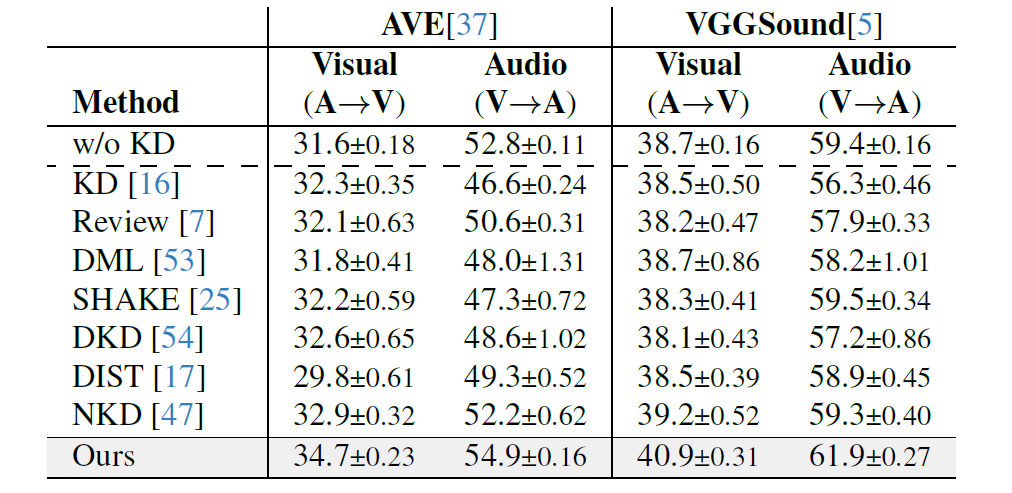 AVE[37] VGGSound[5]
Visual Audio Visual Audio
Method (A→V) (V→A) (A→V) (V→A)
w/o KD 31.6±0.18 52.8±0.11 38.7±0.16 59.4±0.16
KD [16] 32.3±0.35 46.6±0.24 38.5±0.50 56.3±0.46
Review [7] 32.1±0.63 50.6±0.31 38.2±0.47 57.9±0.33
DML [53] 31.8±0.41 48.0±1.31 38.7±0.86 58.2±1.01
SHAKE [25] 32.2±0.59 47.3±0.72 38.3±0.41 59.5±0.34
DKD [54] 32.6±0.65 48.6±1.02 38.1±0.43 57.2±0.86
DIST [17] 29.8±0.61 49.3±0.52 38.5±0.39 58.9±0.45
NKD [47] 32.9±0.32 52.2±0.62 39.2±0.52 59.3±0.40
Ours 34.7±0.23 54.9±0.16 40.9±0.31 61.9±0.27